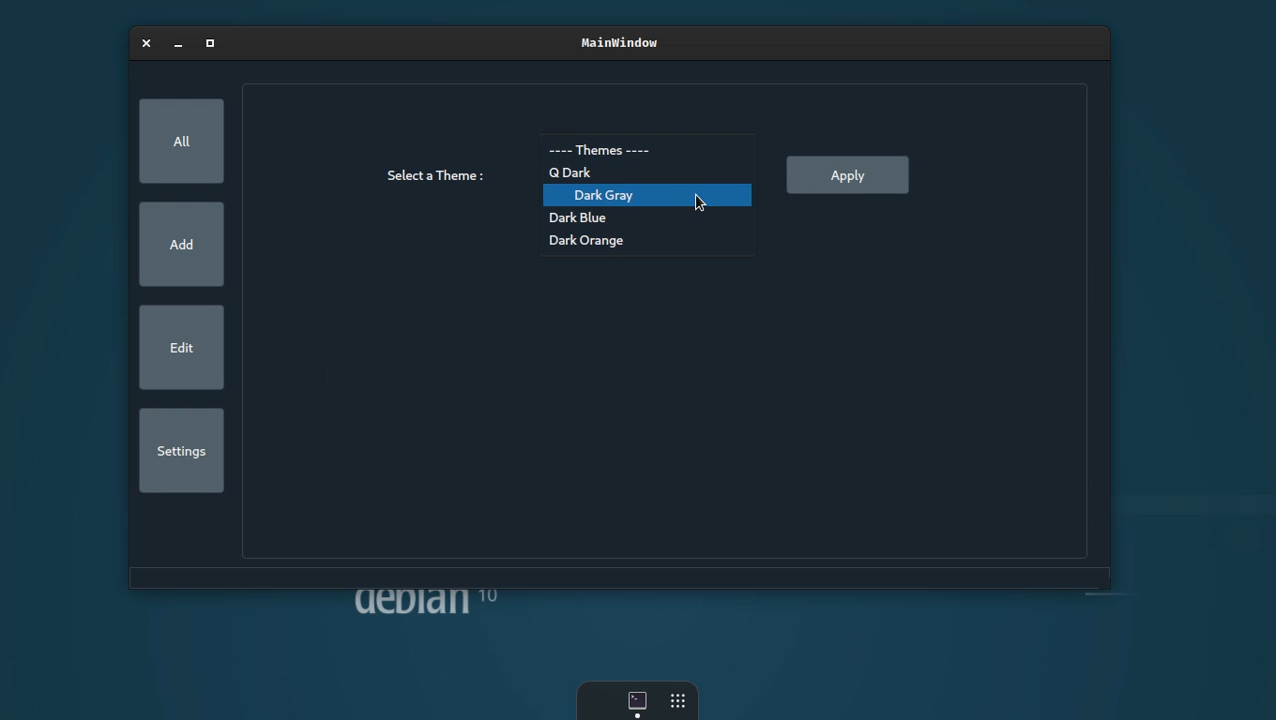 MainWindow
All
Add
Edit
Settings
Select a Theme :
---- Themes ----
Q Dark
Dark Gray
Dark Blue
Dark Orange
Apply
debian 10